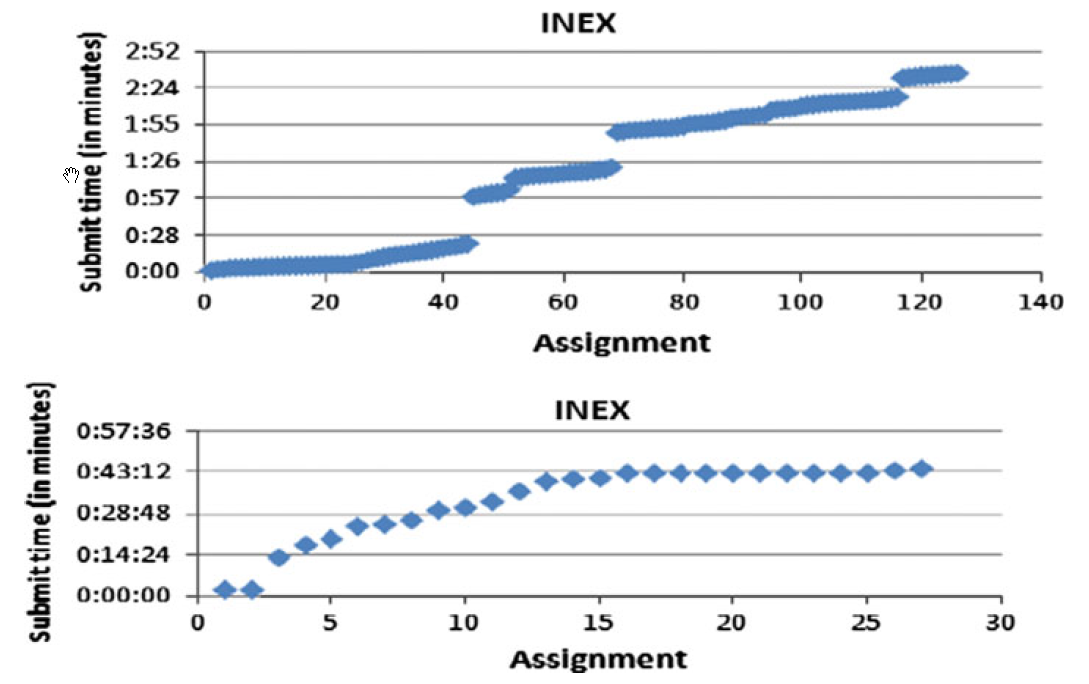 INEX
Submit time (in minutes)
2:52
2:24
1:55
1:26
0:57
0:28
0:00
0 20 40 60 80 100 120 140
Assignment
INEX
Submit time (in minutes)
0:57:36
0:43:12
0:28:48
0:14:24
0:00:00
0 5 10 15 20 25 30
Assignment